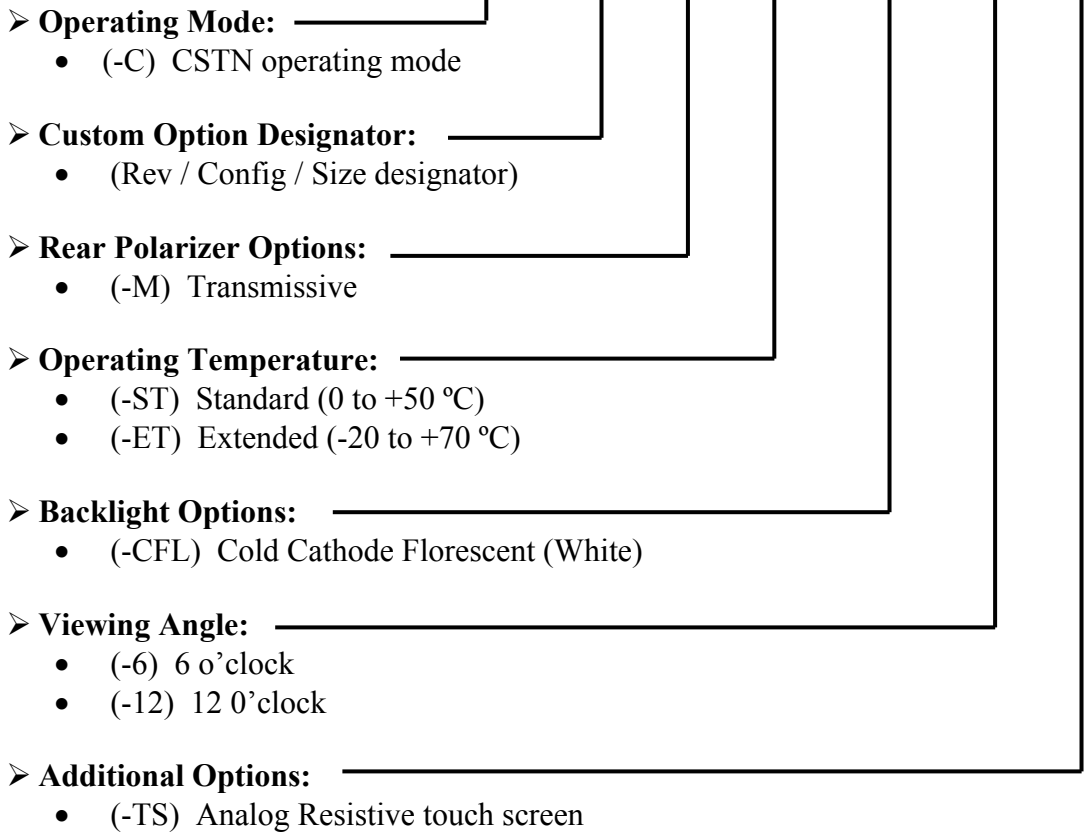 ➢ Operating Mode:
• (-C) CSTN operating mode
➢ Custom Option Designator:
• (Rev / Config / Size designator)
➢ Rear Polarizer Options:
• (-M) Transmissive
➢ Operating Temperature:
• (-ST) Standard (0 to +50 ºC)
• (-ET) Extended (-20 to +70 ºC)
➢ Backlight Options:
• (-CFL) Cold Cathode Florescent (White)
➢ Viewing Angle:
• (-6) 6 o’clock
• (-12) 12 0’clock
➢ Additional Options:
• (-TS) Analog Resistive touch screen